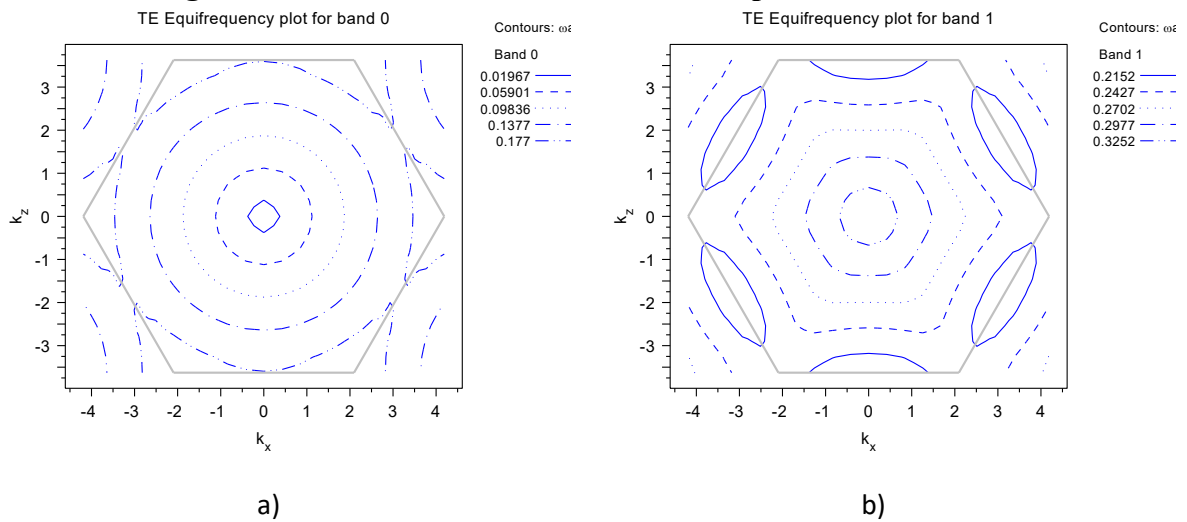 TE Equifrequency plot for band 0
Contours: ωa
Band 0
0.01967
0.05901
0.09836
0.1377
0.177
3
2
1
0
-1
-2
-3
k_z
-4 -3 -2 -1 0 1 2 3 4
k_x
a)
TE Equifrequency plot for band 1
Contours: ωa
Band 1
0.2152
0.2427
0.2702
0.2977
0.3252
3
2
1
0
-1
-2
-3
k_z
-4 -3 -2 -1 0 1 2 3 4
k_x
b)